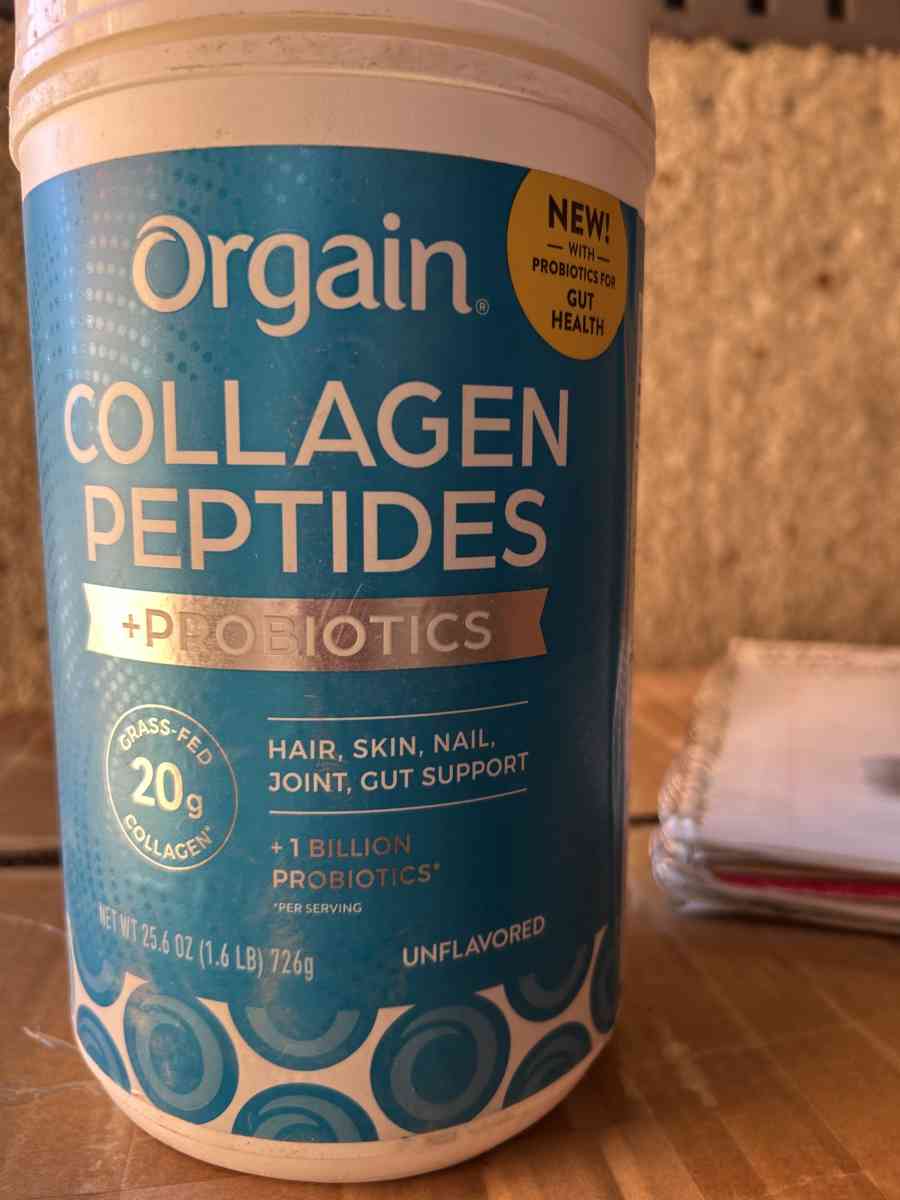 Orgain®
NEW!
WITH
PROBIOTICS FOR
GUT
HEALTH
COLLAGEN
PEPTIDES
+PROBIOTICS
GRASS-FED
20g
COLLAGEN*
HAIR, SKIN, NAIL,
JOINT, GUT SUPPORT
+ 1 BILLION
PROBIOTICS*
*PER SERVING
NET WT 25.6 OZ (1.6 LB) 726g
UNFLAVORED